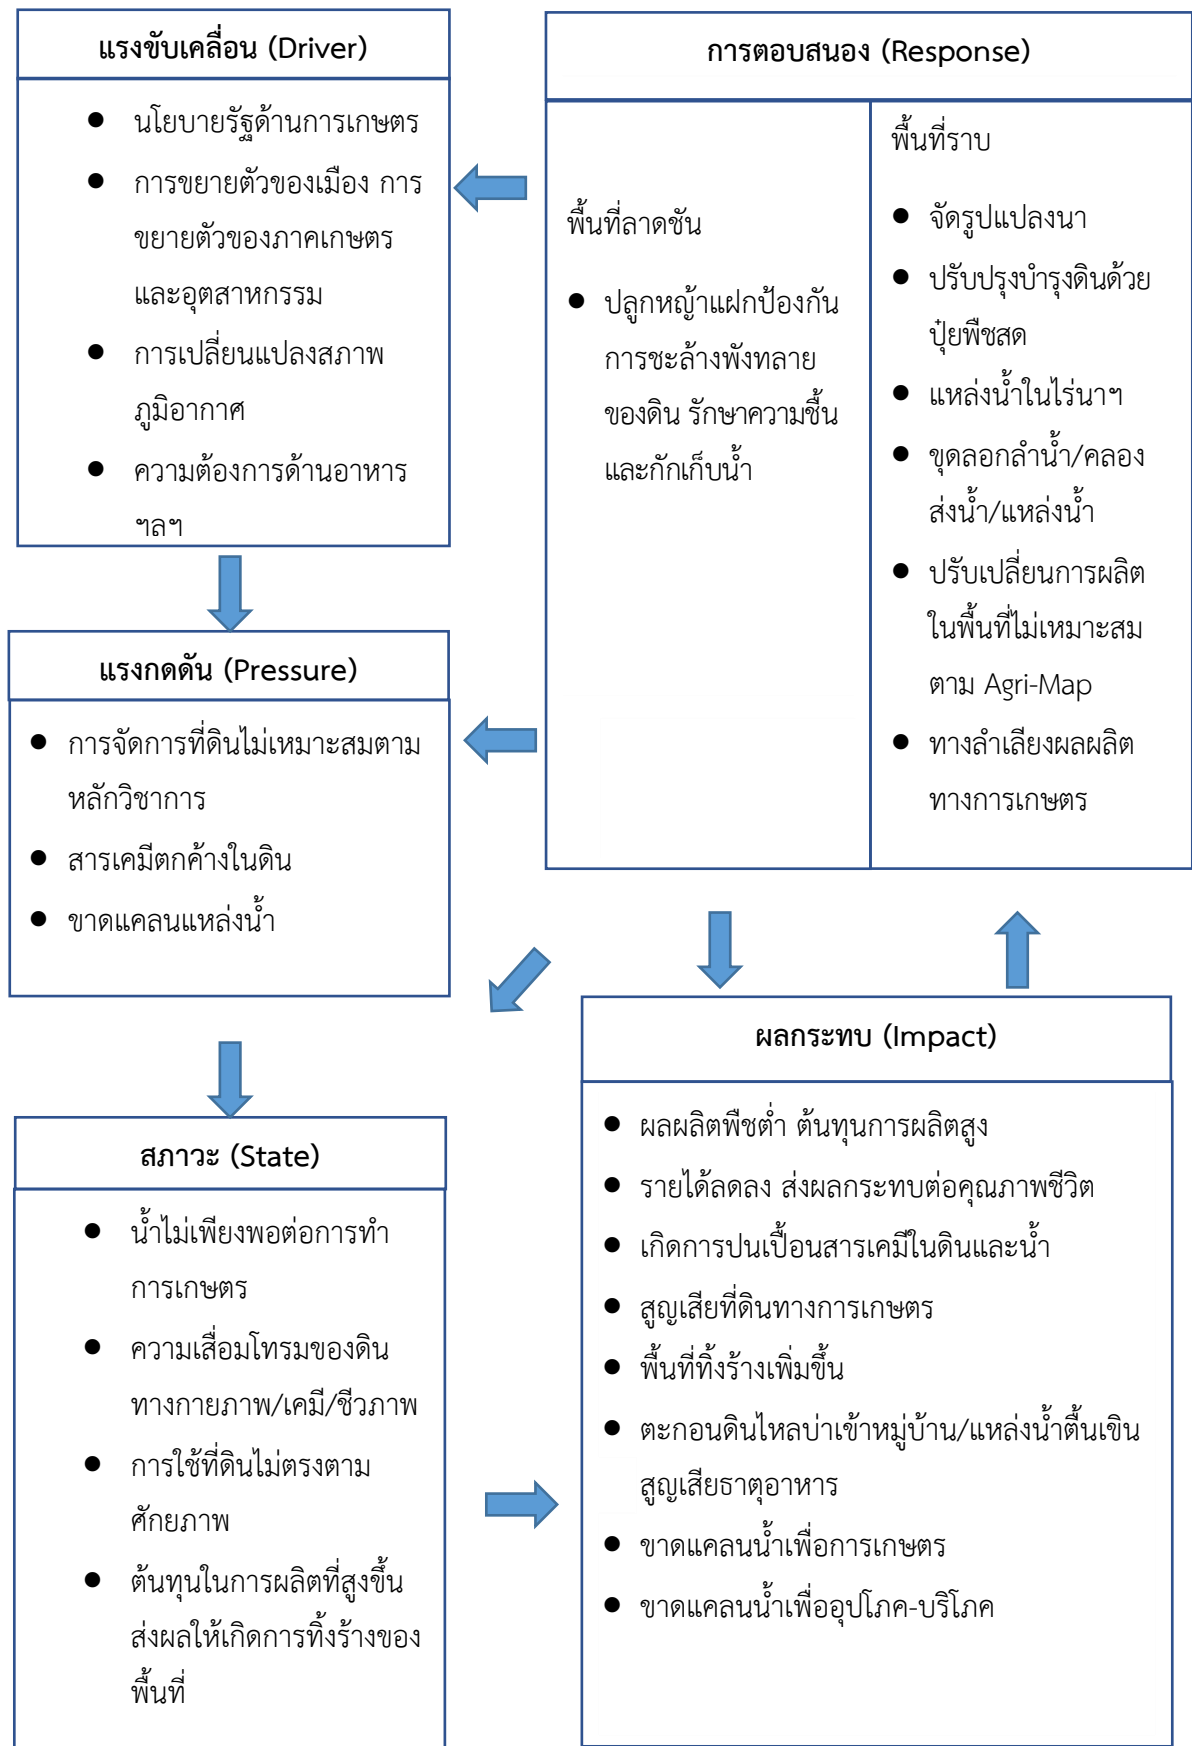 แรงขับเคลื่อน (Driver)
● นโยบายรัฐด้านการเกษตร
● การขยายตัวของเมือง การ
ขยายตัวของภาคเกษตร
และอุตสาหกรรม
● การเปลี่ยนแปลงสภาพ
ภูมิอากาศ
● ความต้องการด้านอาหาร
ฯลฯ
การตอบสนอง (Response)
พื้นที่ลาดชัน
● ปลูกหญ้าแฝกป้องกัน
การชะล้างพังทลาย
ของดิน รักษาความชื้น
และกักเก็บน้ำ
พื้นที่ราบ
● จัดรูปแปลงนา
● ปรับปรุงบำรุงดินด้วย
ปุ๋ยพืชสด
● แหล่งน้ำในไร่นาฯ
● ขุดลอกลำน้ำ/คลอง
ส่งน้ำ/แหล่งน้ำ
● ปรับเปลี่ยนการผลิต
ในพื้นที่ไม่เหมาะสม
ตาม Agri-Map
● ทางลำเลียงผลผลิต
ทางการเกษตร
แรงกดดัน (Pressure)
● การจัดการที่ดินไม่เหมาะสมตาม
หลักวิชาการ
● สารเคมีตกค้างในดิน
● ขาดแคลนแหล่งน้ำ
สภาวะ (State)
● น้ำไม่เพียงพอต่อการทำ
การเกษตร
● ความเสื่อมโทรมของดิน
ทางกายภาพ/เคมี/ชีวภาพ
● การใช้ที่ดินไม่ตรงตาม
ศักยภาพ
● ต้นทุนในการผลิตที่สูงขึ้น
ส่งผลให้เกิดการทิ้งร้างของ
พื้นที่
ผลกระทบ (Impact)
● ผลผลิตพืชต่ำ ต้นทุนการผลิตสูง
● รายได้ลดลง ส่งผลกระทบต่อคุณภาพชีวิต
● เกิดการปนเปื้อนสารเคมีในดินและน้ำ
● สูญเสียที่ดินทางการเกษตร
● พื้นที่ทิ้งร้างเพิ่มขึ้น
● ตะกอนดินไหลบ่าเข้าหมู่บ้าน/แหล่งน้ำตื้นเขิน
สูญเสียธาตุอาหาร
● ขาดแคลนน้ำเพื่อการเกษตร
● ขาดแคลนน้ำเพื่ออุปโภค-บริโภค